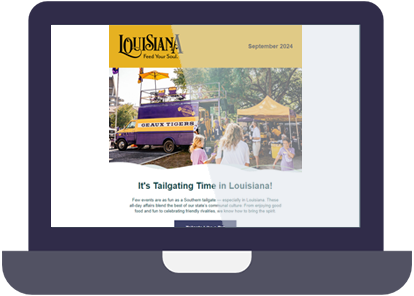 LOUISIANA
Feed Your Soul.
September 2024
GEAUX TIGERS
It's Tailgating Time in Louisiana!
Few events are as fun as a Southern tailgate — especially in Louisiana. These
all-day affairs blend the best of our state's communal culture. From enjoying good
food and fun to celebrating friendly rivalries, we know how to bring the spirit.